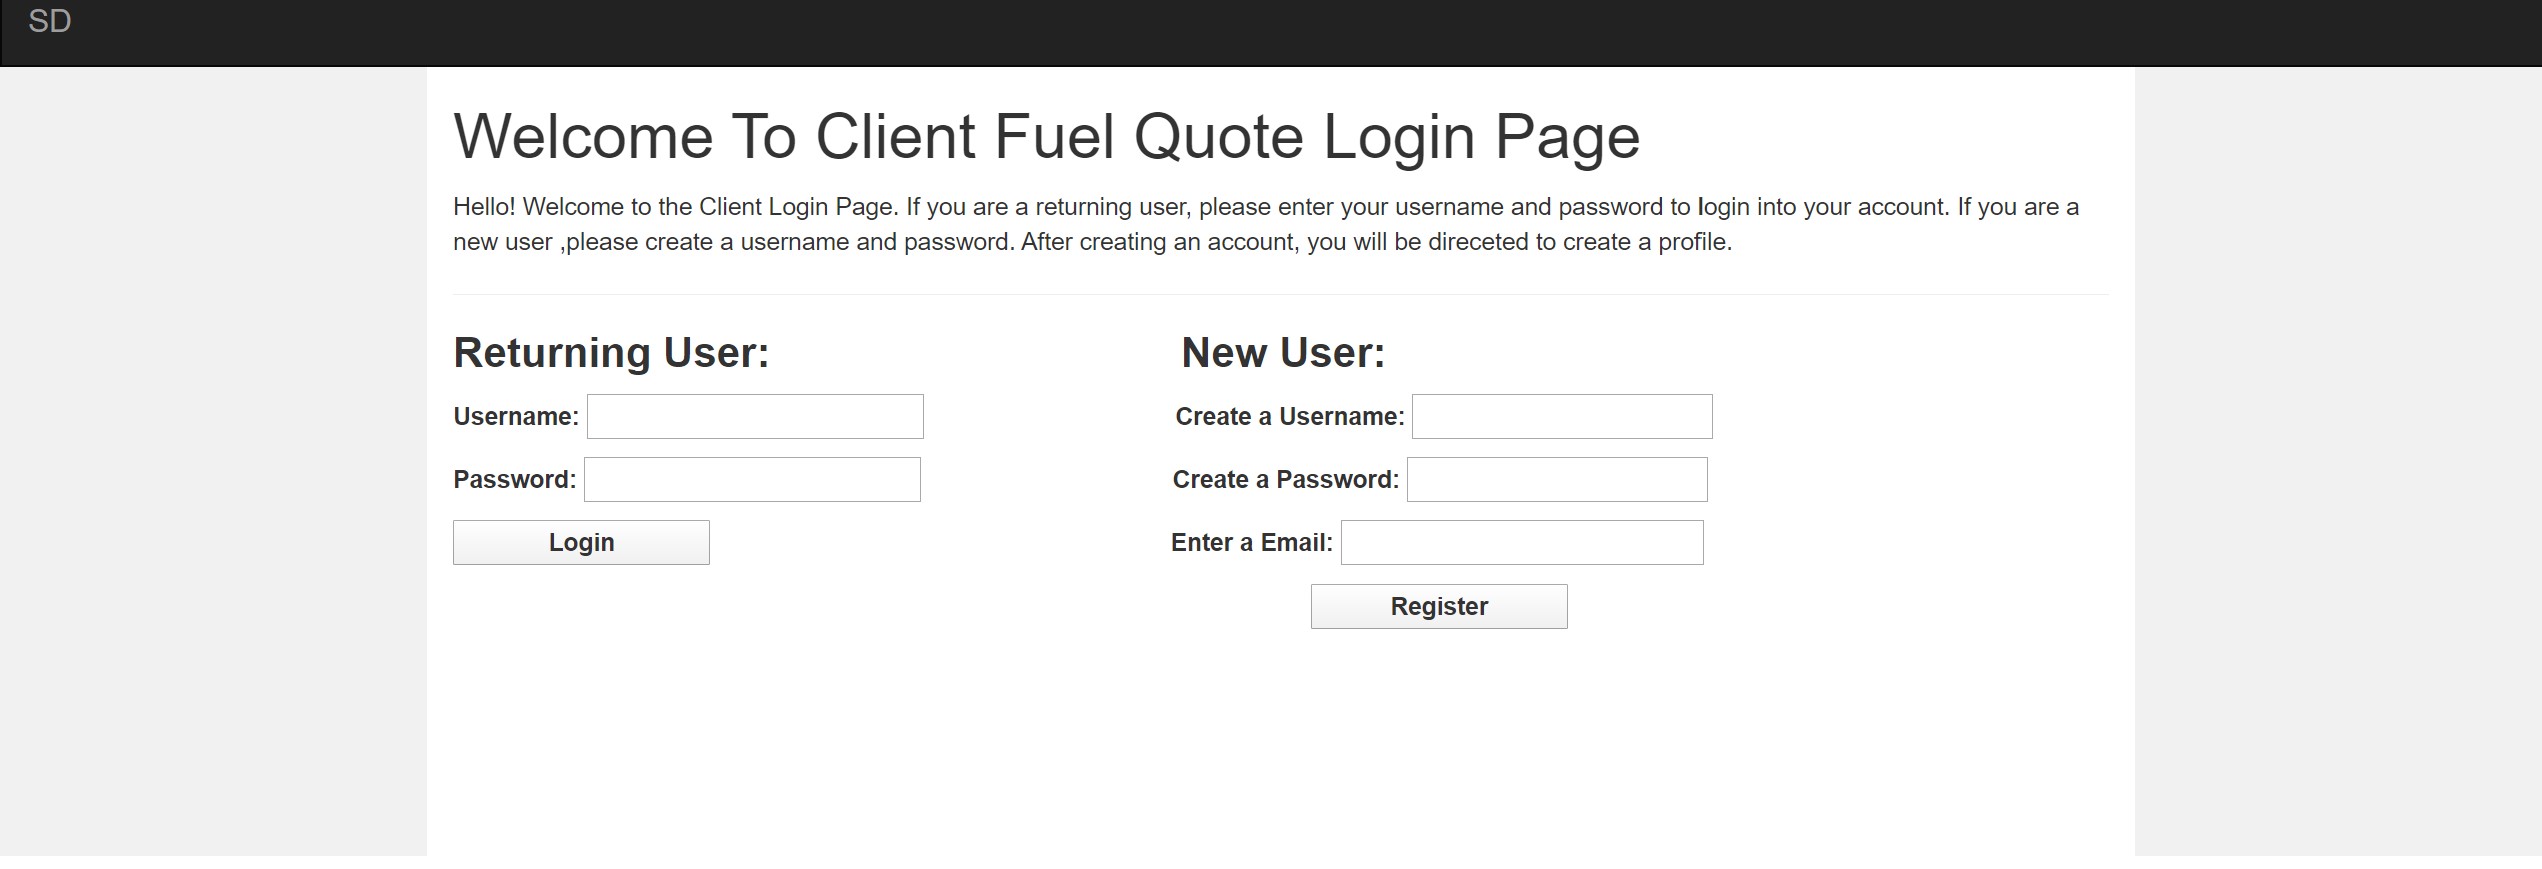 SD
Welcome To Client Fuel Quote Login Page
Hello! Welcome to the Client Login Page. If you are a returning user, please enter your username and password to login into your account. If you are a
new user ,please create a username and password. After creating an account, you will be direceted to create a profile.
Returning User:
Username:
Password:
Login
New User:
Create a Username:
Create a Password:
Enter a Email:
Register